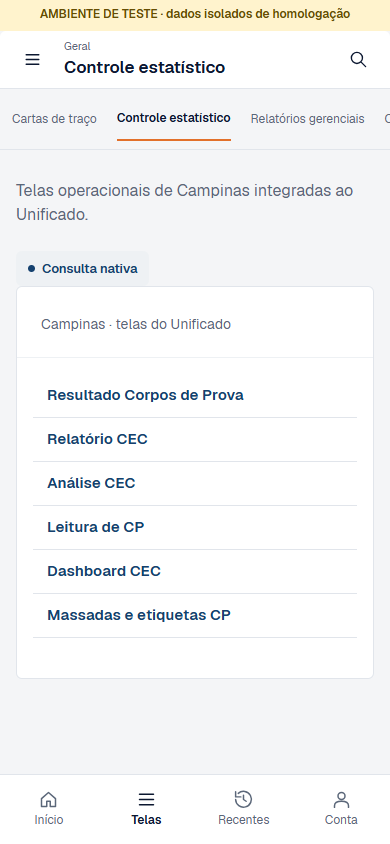 AMBIENTE DE TESTE · dados isolados de homologação
Geral
Controle estatístico
Cartas de traço
Controle estatístico
Relatórios gerenciais
Telas operacionais de Campinas integradas ao
Unificado.
Consulta nativa
Campinas · telas do Unificado
Resultado Corpos de Prova
Relatório CEC
Análise CEC
Leitura de CP
Dashboard CEC
Massadas e etiquetas CP
Início
Telas
Recentes
Conta